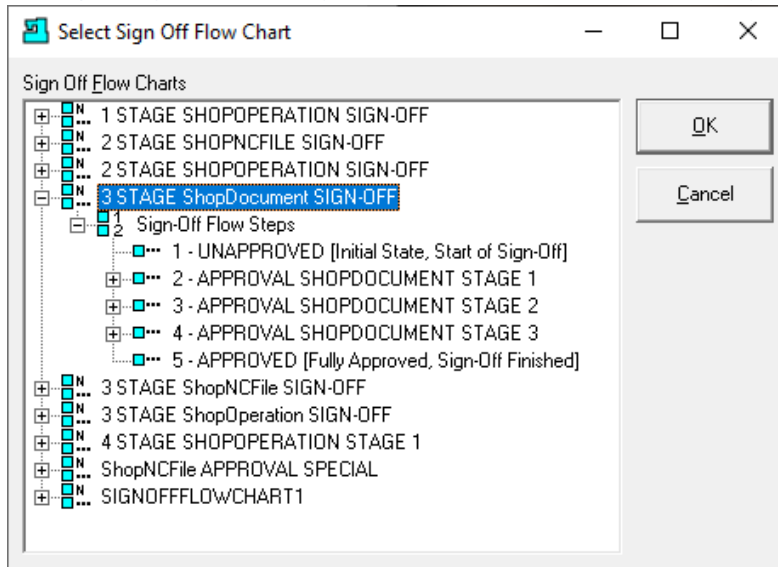 Select Sign Off Flow Chart
Sign Off Flow Charts
1 STAGE SHOPOPERATION SIGN-OFF
2 STAGE SHOPNCFILE SIGN-OFF
2 STAGE SHOPOPERATION SIGN-OFF
3 STAGE ShopDocument SIGN-OFF
Sign-Off Flow Steps
1 - UNAPPROVED [Initial State, Start of Sign-Off]
2 - APPROVAL SHOPDOCUMENT STAGE 1
3 - APPROVAL SHOPDOCUMENT STAGE 2
4 - APPROVAL SHOPDOCUMENT STAGE 3
5 - APPROVED [Fully Approved, Sign-Off Finished]
3 STAGE ShopNCFile SIGN-OFF
3 STAGE ShopOperation SIGN-OFF
4 STAGE SHOPOPERATION STAGE 1
ShopNCFile APPROVAL SPECIAL
SIGNOFFFLOWCHART1
OK
Cancel